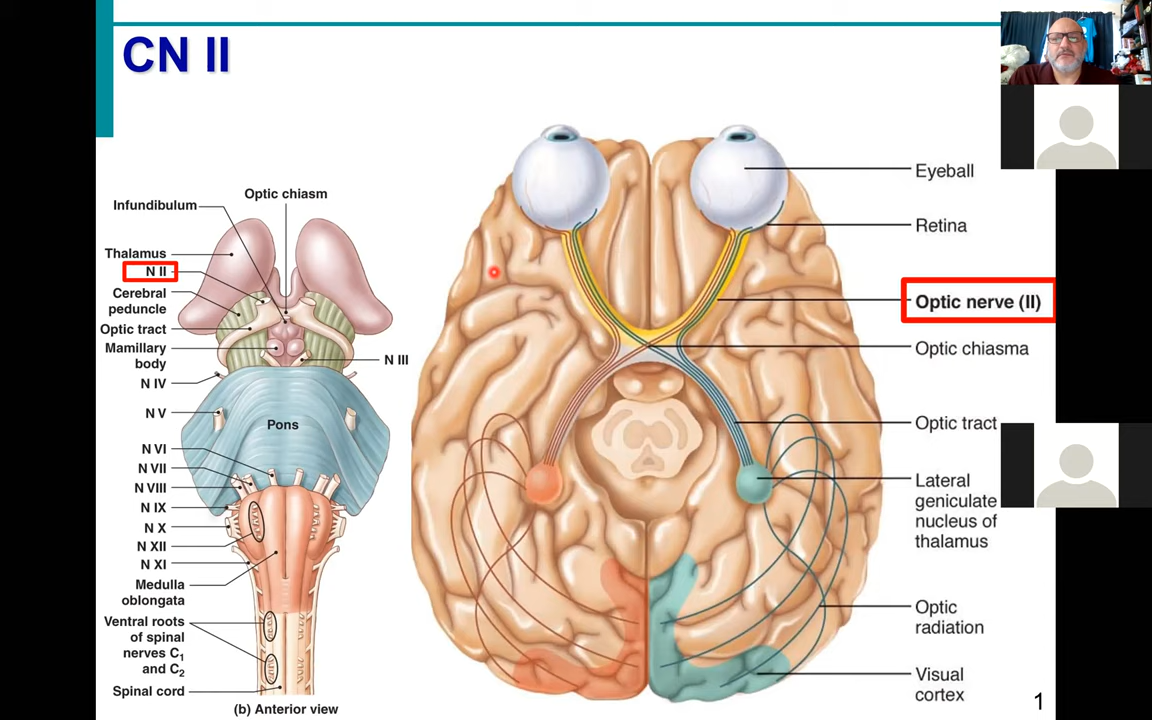 CN II
Optic chiasm
Infundibulum
Thalamus
N II
Cerebral
peduncle
Optic tract
Mamillary
body
N III
N IV
N V
Pons
N VI
N VII
N VIII
N IX
N X
N XII
N XI
Medulla
oblongata
Ventral roots
of spinal
nerves C1
and C2
Spinal cord
(b) Anterior view
Eyeball
Retina
Optic nerve (II)
Optic chiasma
Optic tract
Lateral
geniculate
nucleus of
thalamus
Optic
radiation
Visual
cortex
1